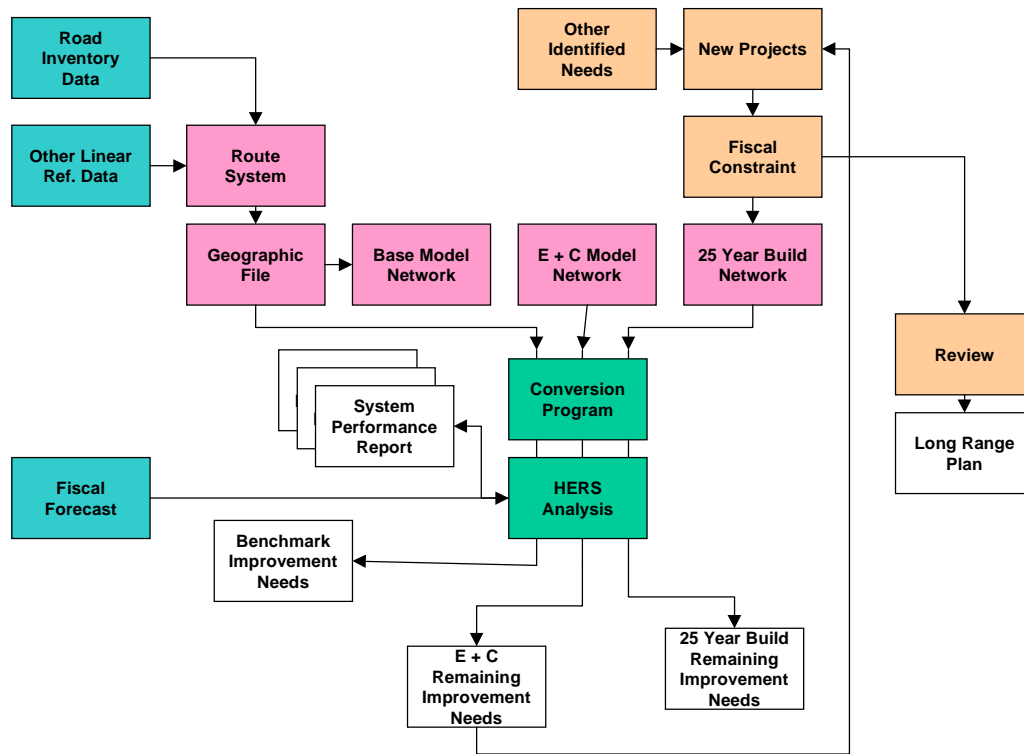 Road
Inventory
Data
Other
Identified
Needs
New Projects
Other Linear
Ref. Data
Route
System
Fiscal
Constraint
Geographic
File
Base Model
Network
E + C Model
Network
25 Year Build
Network
Review
Conversion
Program
System
Performance
Report
Long Range
Plan
Fiscal
Forecast
HERS
Analysis
Benchmark
Improvement
Needs
E + C
Remaining
Improvement
Needs
25 Year Build
Remaining
Improvement
Needs